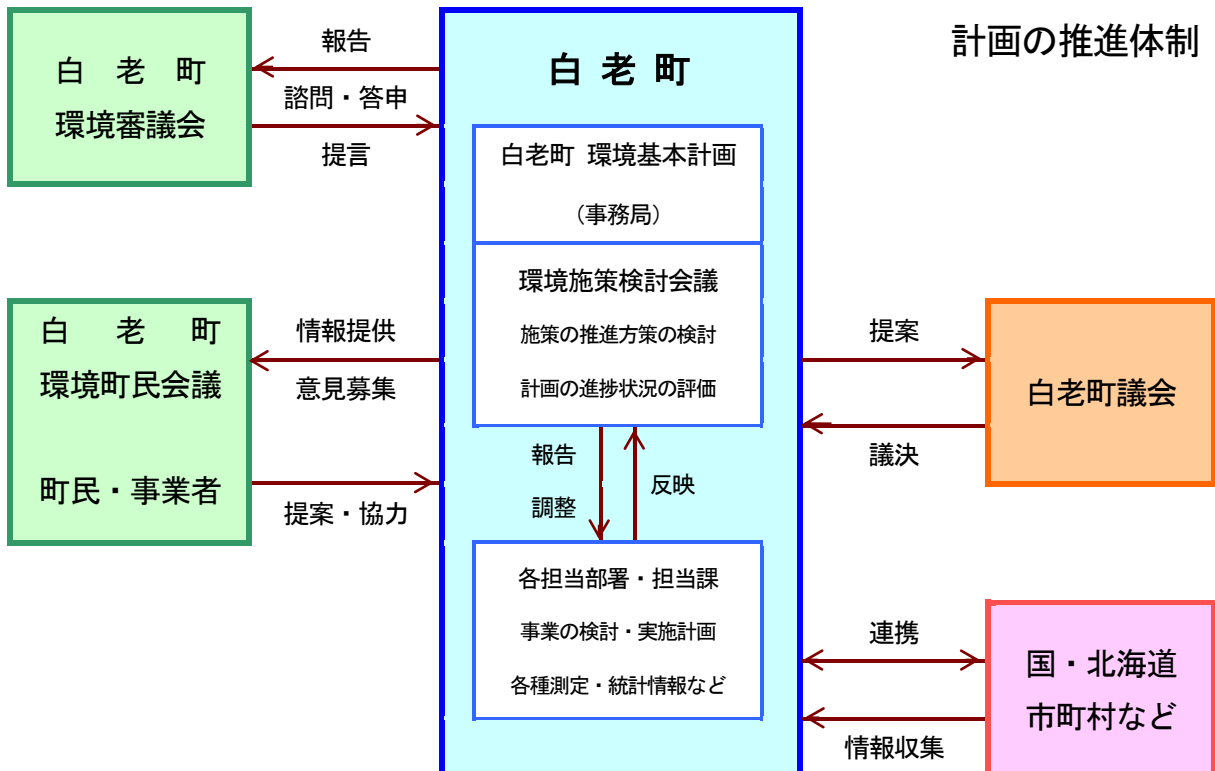 計画の推進体制
白老町
環境審議会
報告
諮問・答申
提言
白老町
環境町民会議
町民・事業者
情報提供
意見募集
提案・協力
白老町
白老町 環境基本計画
（事務局）
環境施策検討会議
施策の推進方策の検討
計画の進捗状況の評価
報告
調整
反映
各担当部署・担当課
事業の検討・実施計画
各種測定・統計情報など
提案
議決
白老町議会
連携
情報収集
国・北海道
市町村など